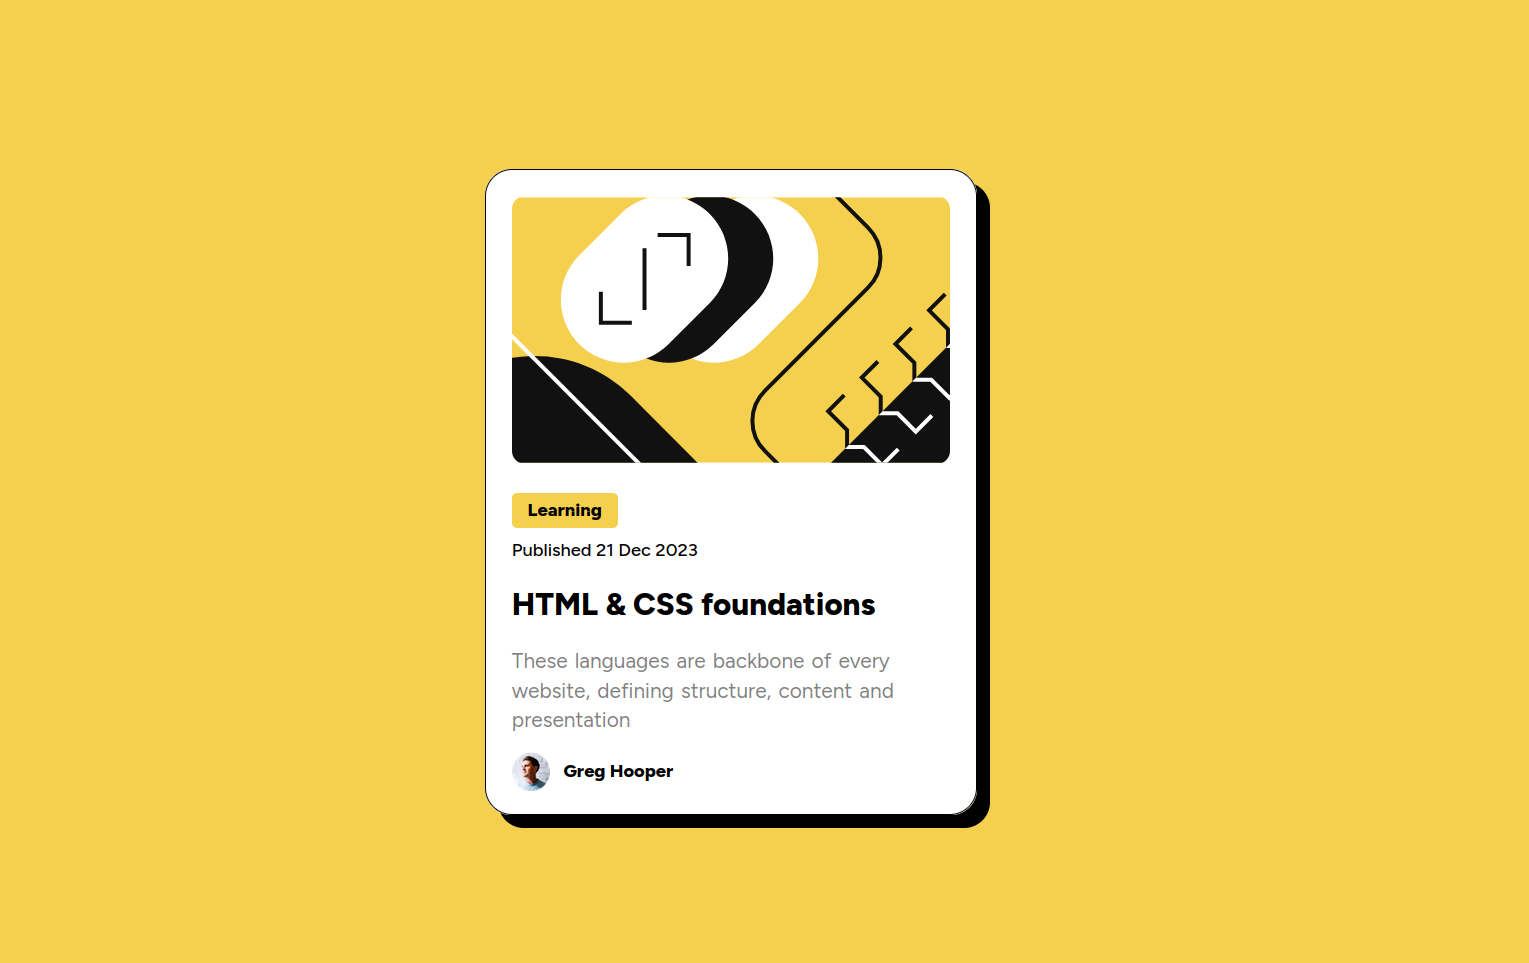 Learning
Published 21 Dec 2023
HTML & CSS foundations
These languages are backbone of every
website, defining structure, content and
presentation
Greg Hooper